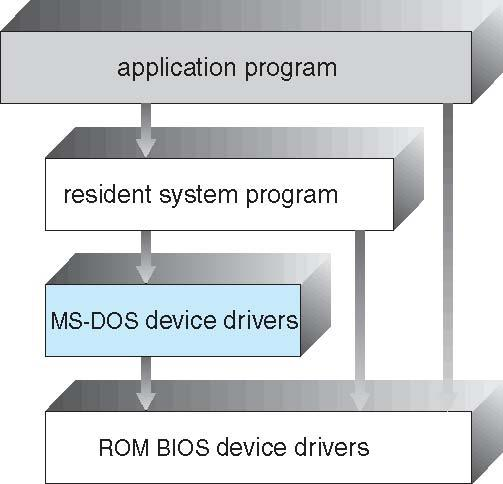 application program
resident system program
MS-DOS device drivers
ROM BIOS device drivers